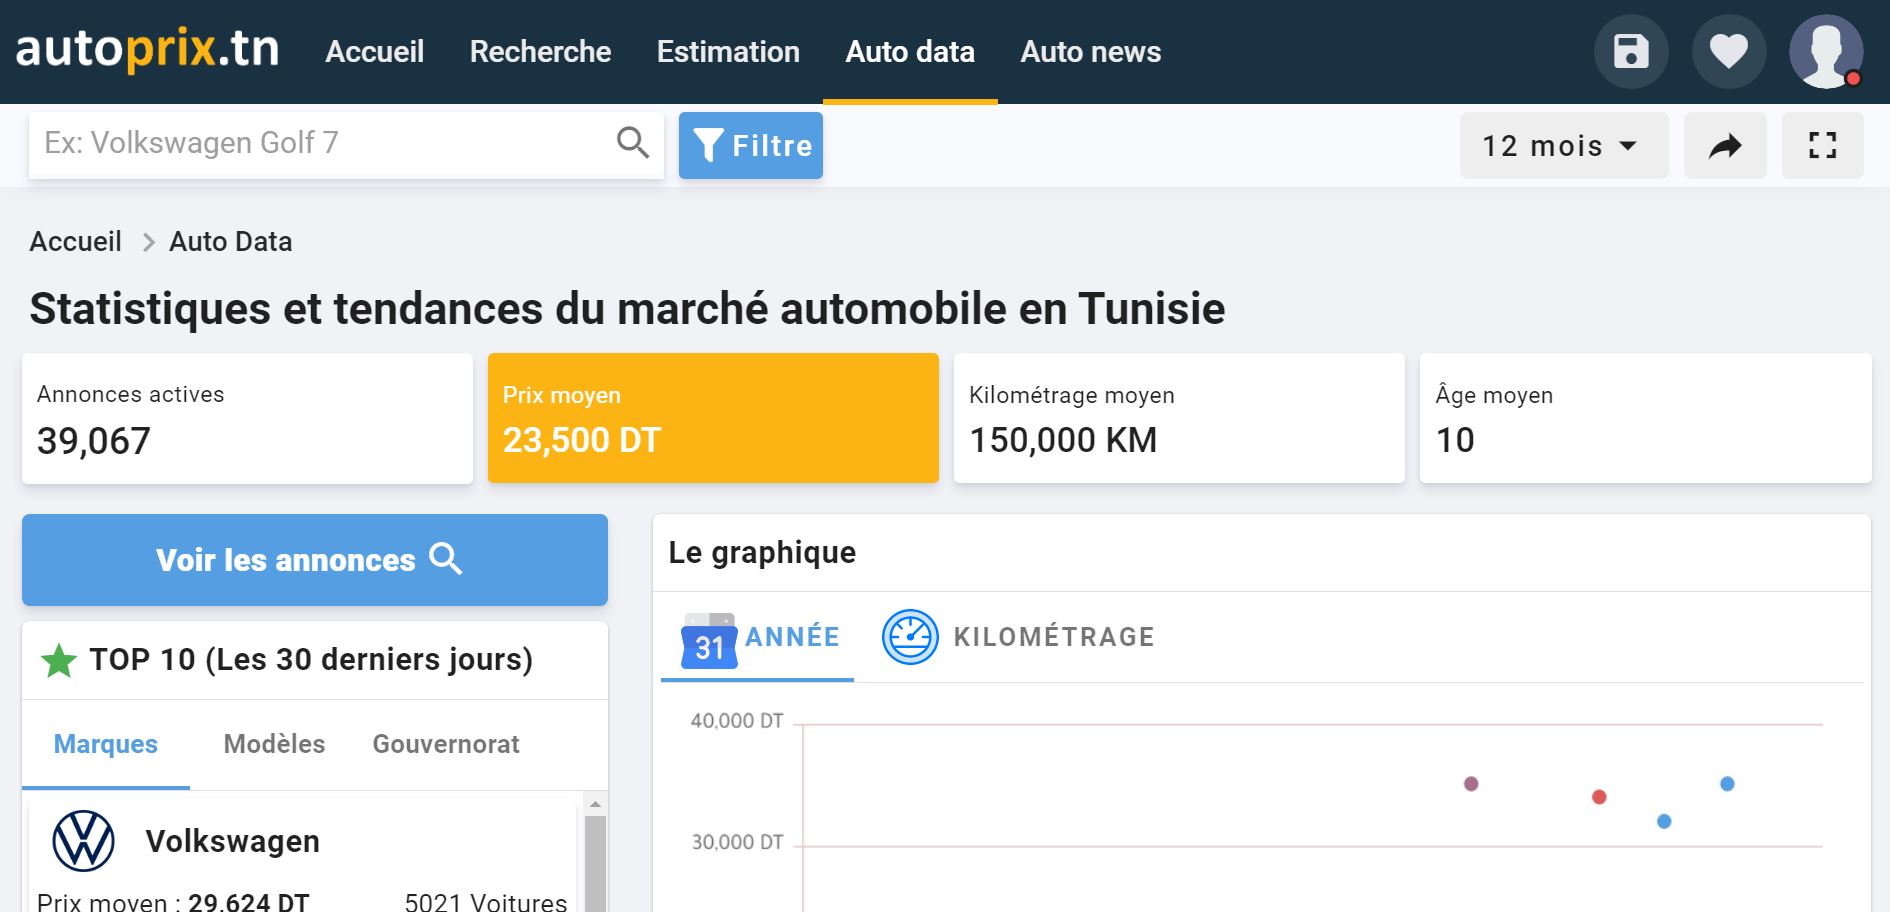 autoprix.tn Accueil Recherche Estimation Auto data Auto news
Ex: Volkswagen Golf 7 Filtre 12 mois
Accueil Auto Data
Statistiques et tendances du marché automobile en Tunisie
Annonces actives
39,067
Prix moyen
23,500 DT
Kilométrage moyen
150,000 KM
Âge moyen
10
Voir les annonces
TOP 10 (Les 30 derniers jours)
Marques Modèles Gouvernorat
Volkswagen
Prix moyen : 29,624 DT 5021 Voitures
Le graphique
31 ANNÉE KILOMÉTRAGE
40,000 DT
30,000 DT